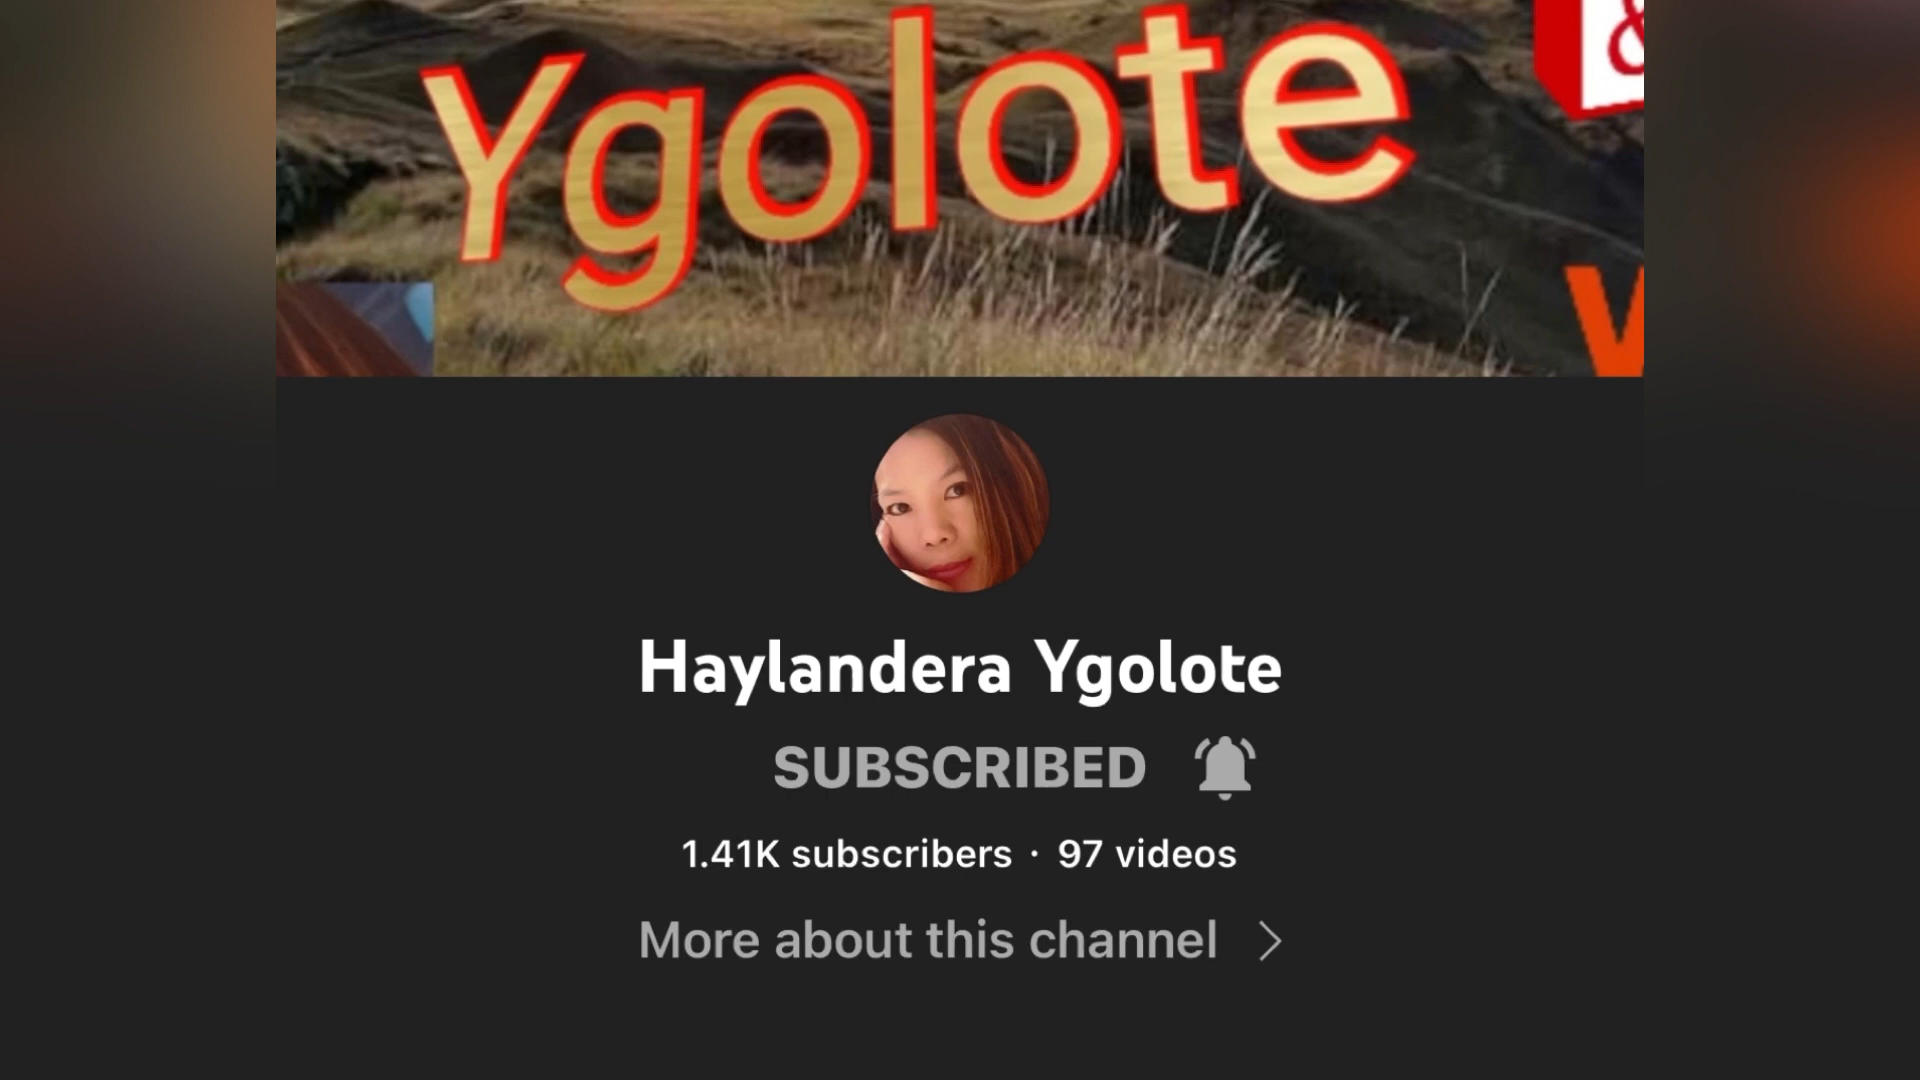 Ygolote
&
Haylandera Ygolote
SUBSCRIBED
1.41K subscribers · 97 videos
More about this channel